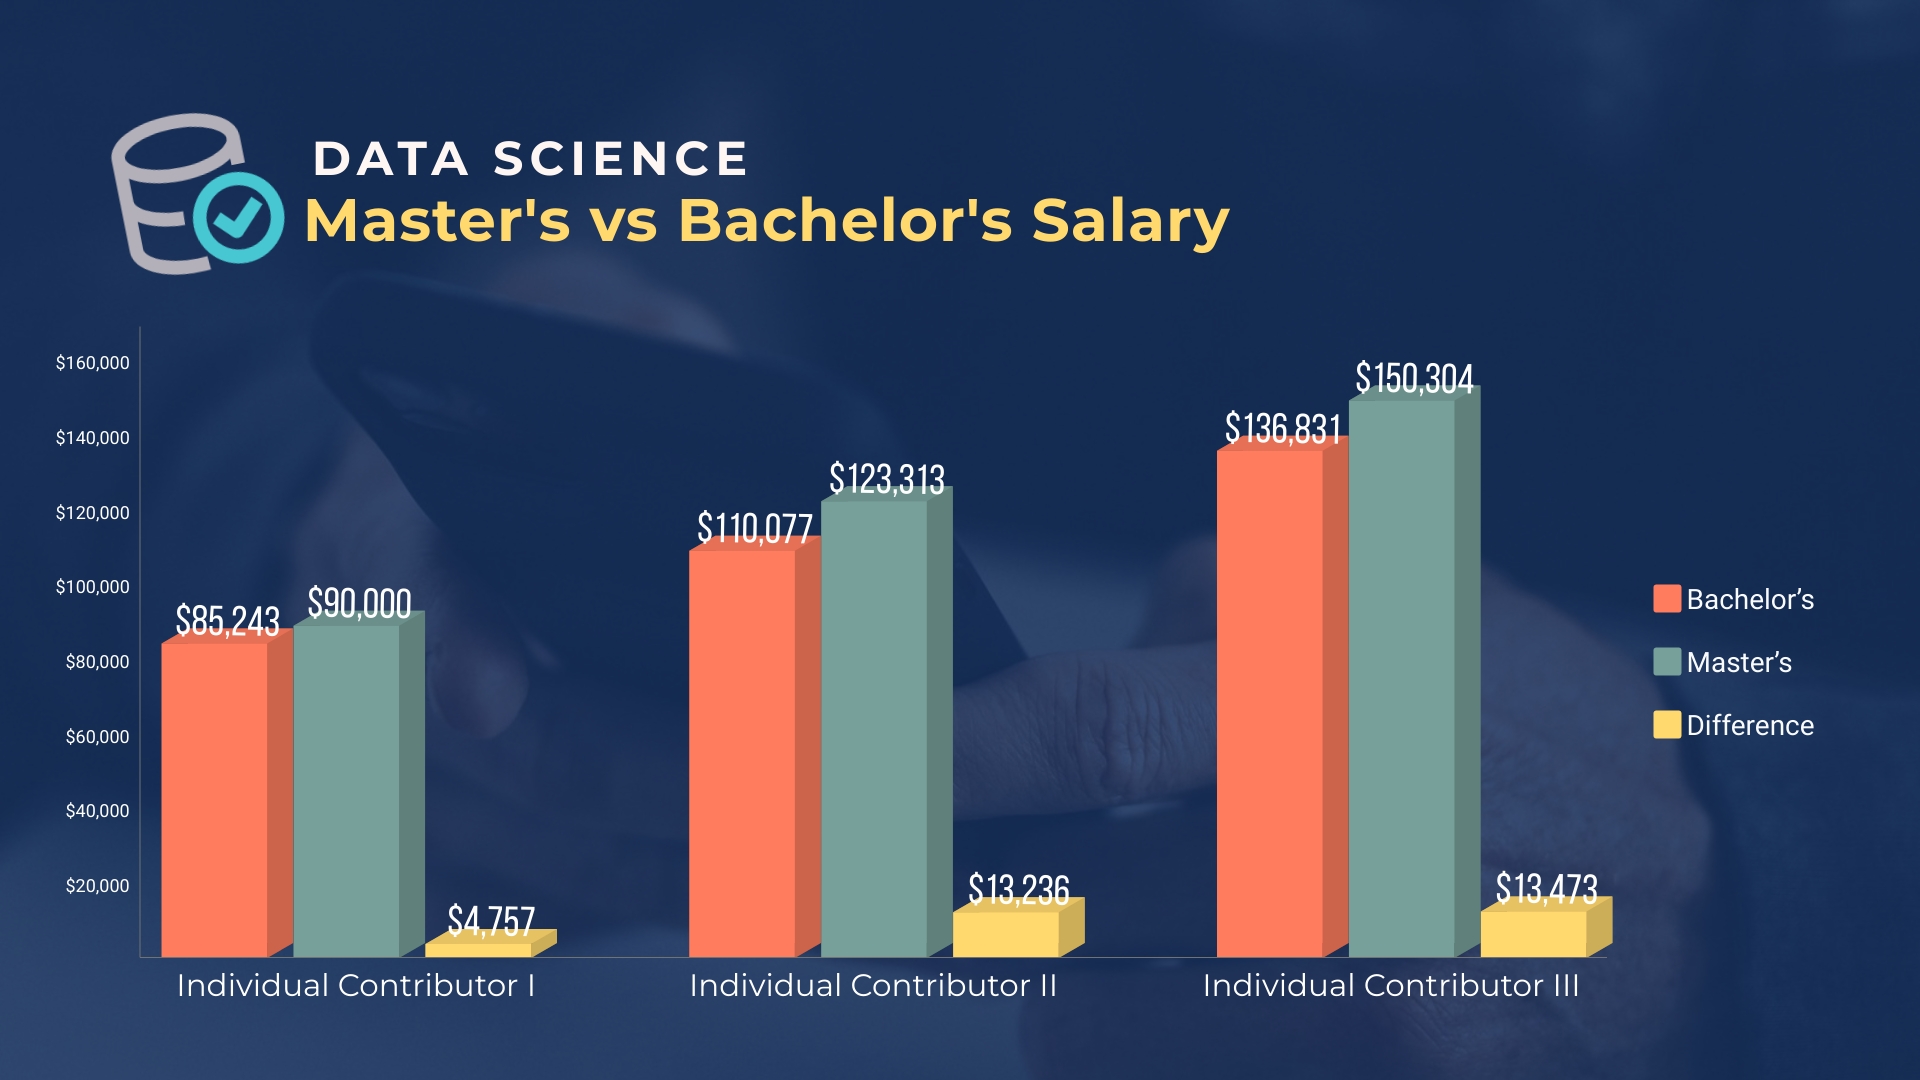 DATA SCIENCE
Master's vs Bachelor's Salary
$160,000
$140,000
$120,000
$100,000
$80,000
$60,000
$40,000
$20,000
$85,243
$90,000
$4,757
$110,077
$123,313
$13,236
$136,831
$150,304
$13,473
Individual Contributor I
Individual Contributor II
Individual Contributor III
Bachelor’s
Master’s
Difference